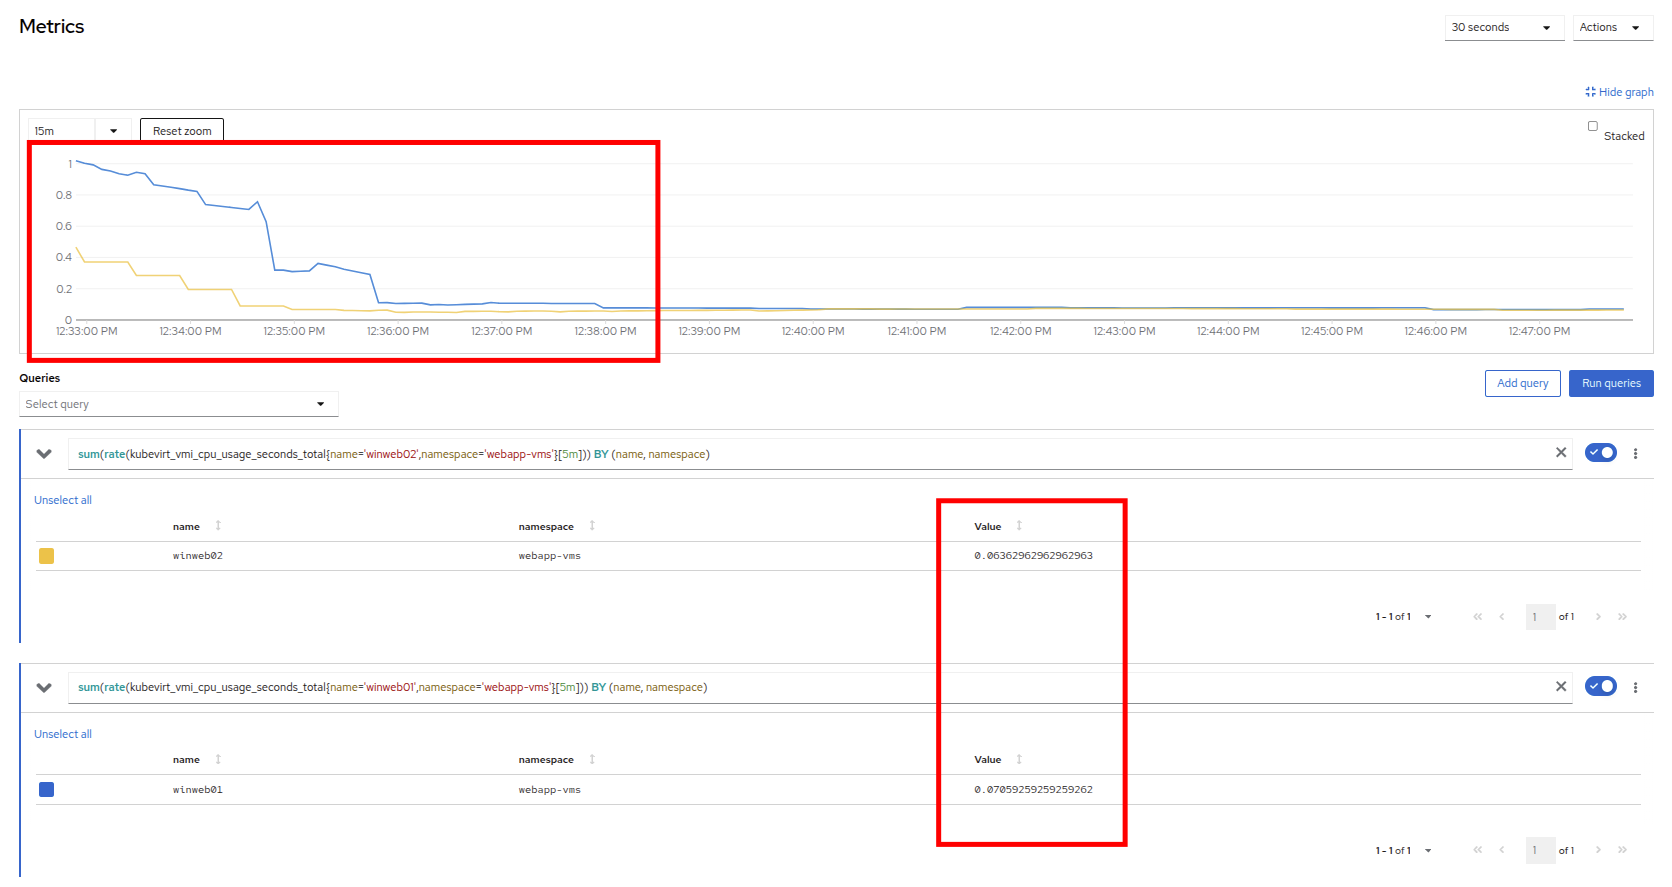 Metrics
30 seconds
Actions
Hide graph
15m
Reset zoom
Stacked
1
0.8
0.6
0.4
0.2
0
12:33:00 PM 12:34:00 PM 12:35:00 PM 12:36:00 PM 12:37:00 PM 12:38:00 PM 12:39:00 PM 12:40:00 PM 12:41:00 PM 12:42:00 PM 12:43:00 PM 12:44:00 PM 12:45:00 PM 12:46:00 PM 12:47:00 PM
Queries
Select query
Add query
Run queries
sum(rate(kubevirt_vmi_cpu_usage_seconds_total{name='winweb02',namespace='webapp-vms'}[5m])) BY (name, namespace)
Unselect all
name namespace Value
winweb02 webapp-vms 0.06362962962962963
1 - 1 of 1 « ‹ 1 of 1 › »
sum(rate(kubevirt_vmi_cpu_usage_seconds_total{name='winweb01',namespace='webapp-vms'}[5m])) BY (name, namespace)
Unselect all
name namespace Value
winweb01 webapp-vms 0.07059259259259262
1 - 1 of 1 « ‹ 1 of 1 › »